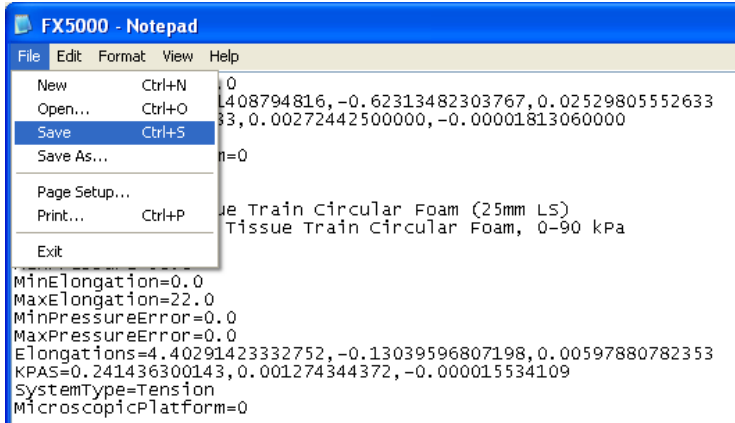 FX5000 - Notepad
File Edit Format View Help
New Ctrl+N .0
Open... Ctrl+O 1408794816,-0.62313482303767,0.02529805552633
Save Ctrl+S 33,0.00272442500000,-0.00001813060000
Save As... m=0
Page Setup...
Print... Ctrl+P ue Train Circular Foam (25mm LS)
Tissue Train Circular Foam, 0-90 kPa
Exit
MinElongation=0.0
MaxElongation=22.0
MinPressureError=0.0
MaxPressureError=0.0
Elongations=4.40291423332752,-0.13039596807198,0.00597880782353
KPAS=0.241436300143,0.001274344372,-0.000015534109
SystemType=Tension
MicroscopicPlatform=0